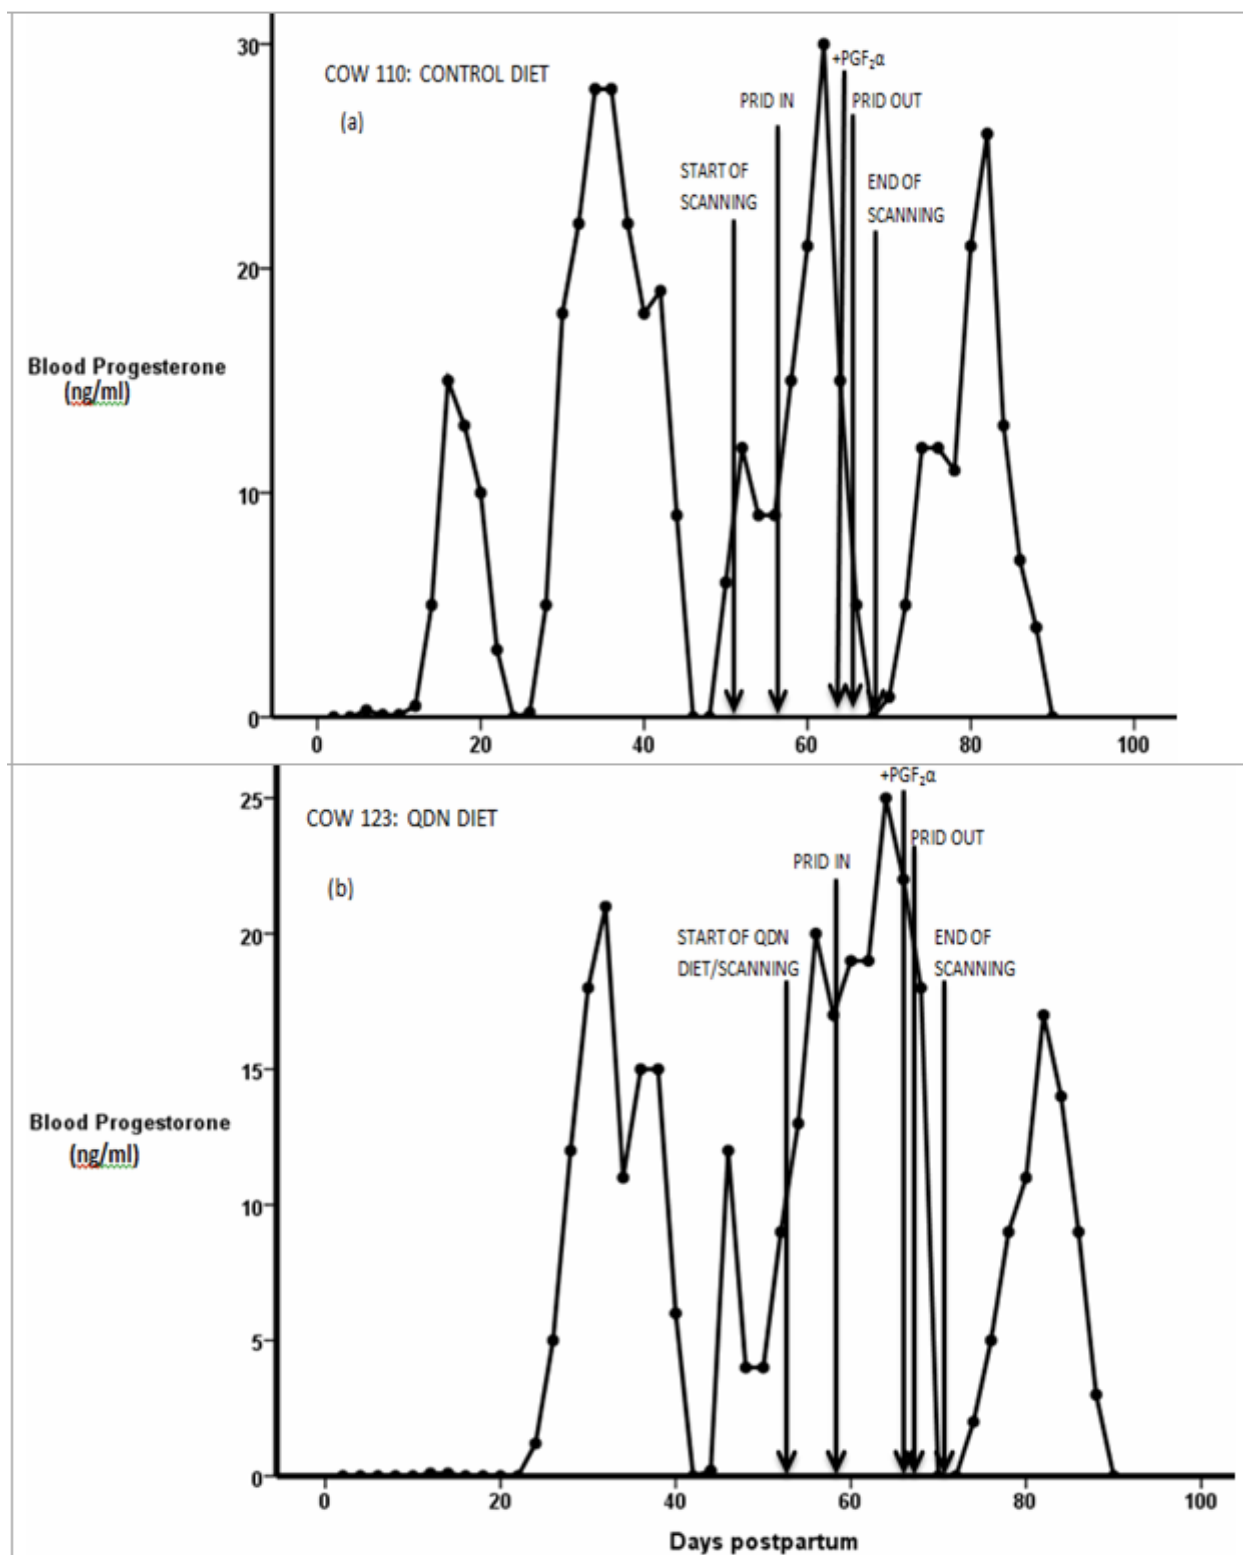 COW 110: CONTROL DIET
(a)
+PGF₂α
PRID IN
PRID OUT
START OF
SCANNING
END OF
SCANNING
30
20
10
0
Blood Progesterone
(ng/ml)
0 20 40 60 80 100
COW 123: QDN DIET
(b)
+PGF₂α
PRID OUT
PRID IN
START OF QDN
DIET/SCANNING
END OF
SCANNING
25
20
15
10
5
0
Blood Progestorone
(ng/ml)
0 20 40 60 80 100
Days postpartum